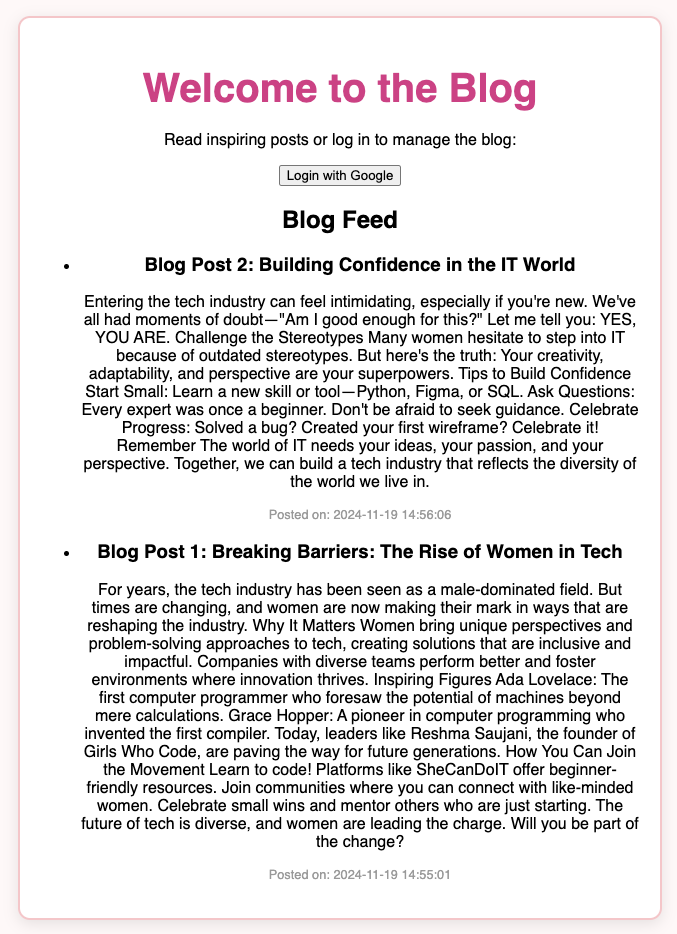 Welcome to the Blog
Read inspiring posts or log in to manage the blog:
Login with Google
Blog Feed
Blog Post 2: Building Confidence in the IT World
Entering the tech industry can feel intimidating, especially if you're new. We've
all had moments of doubt—"Am I good enough for this?" Let me tell you: YES,
YOU ARE. Challenge the Stereotypes Many women hesitate to step into IT
because of outdated stereotypes. But here's the truth: Your creativity,
adaptability, and perspective are your superpowers. Tips to Build Confidence
Start Small: Learn a new skill or tool—Python, Figma, or SQL. Ask Questions:
Every expert was once a beginner. Don't be afraid to seek guidance. Celebrate
Progress: Solved a bug? Created your first wireframe? Celebrate it!
Remember The world of IT needs your ideas, your passion, and your
perspective. Together, we can build a tech industry that reflects the diversity of
the world we live in.
Posted on: 2024-11-19 14:56:06
Blog Post 1: Breaking Barriers: The Rise of Women in Tech
For years, the tech industry has been seen as a male-dominated field. But
times are changing, and women are now making their mark in ways that are
reshaping the industry. Why It Matters Women bring unique perspectives and
problem-solving approaches to tech, creating solutions that are inclusive and
impactful. Companies with diverse teams perform better and foster
environments where innovation thrives. Inspiring Figures Ada Lovelace: The
first computer programmer who foresaw the potential of machines beyond
mere calculations. Grace Hopper: A pioneer in computer programming who
invented the first compiler. Today, leaders like Reshma Saujani, the founder of
Girls Who Code, are paving the way for future generations. How You Can Join
the Movement Learn to code! Platforms like SheCanDoIT offer beginner-
friendly resources. Join communities where you can connect with like-minded
women. Celebrate small wins and mentor others who are just starting. The
future of tech is diverse, and women are leading the charge. Will you be part of
the change?
Posted on: 2024-11-19 14:55:01